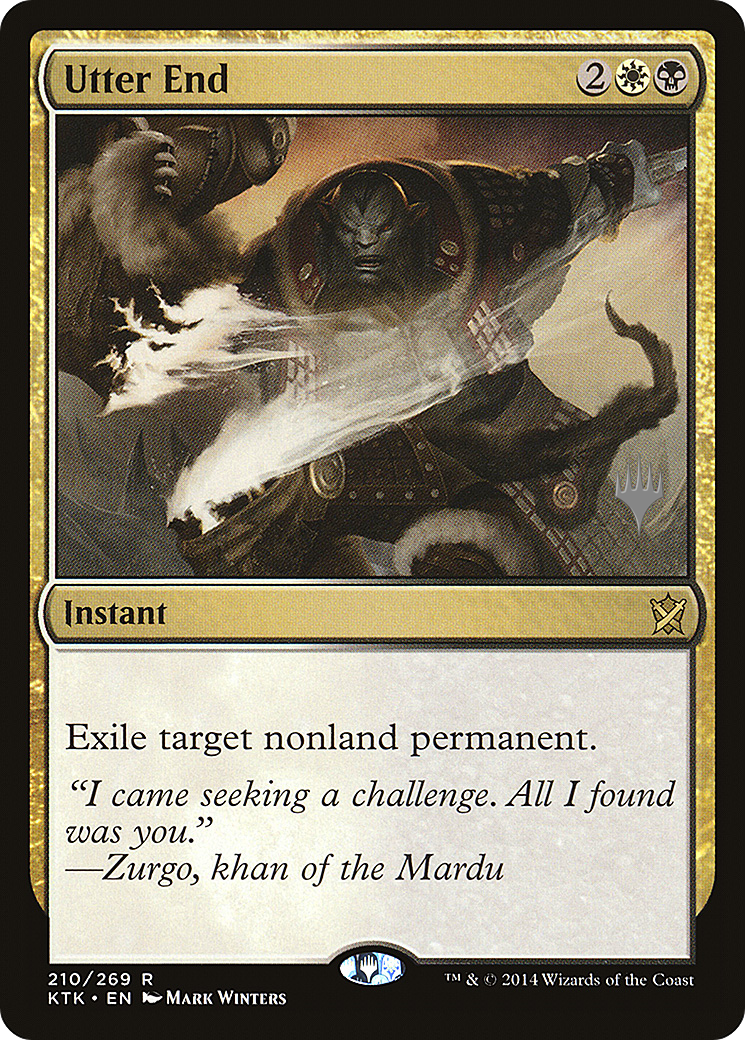 Utter End
2
Instant
Exile target nonland permanent.
“I came seeking a challenge. All I found
was you.”
—Zurgo, khan of the Mardu
210/269 R
KTK • EN Mark Winters
™ & © 2014 Wizards of the Coast